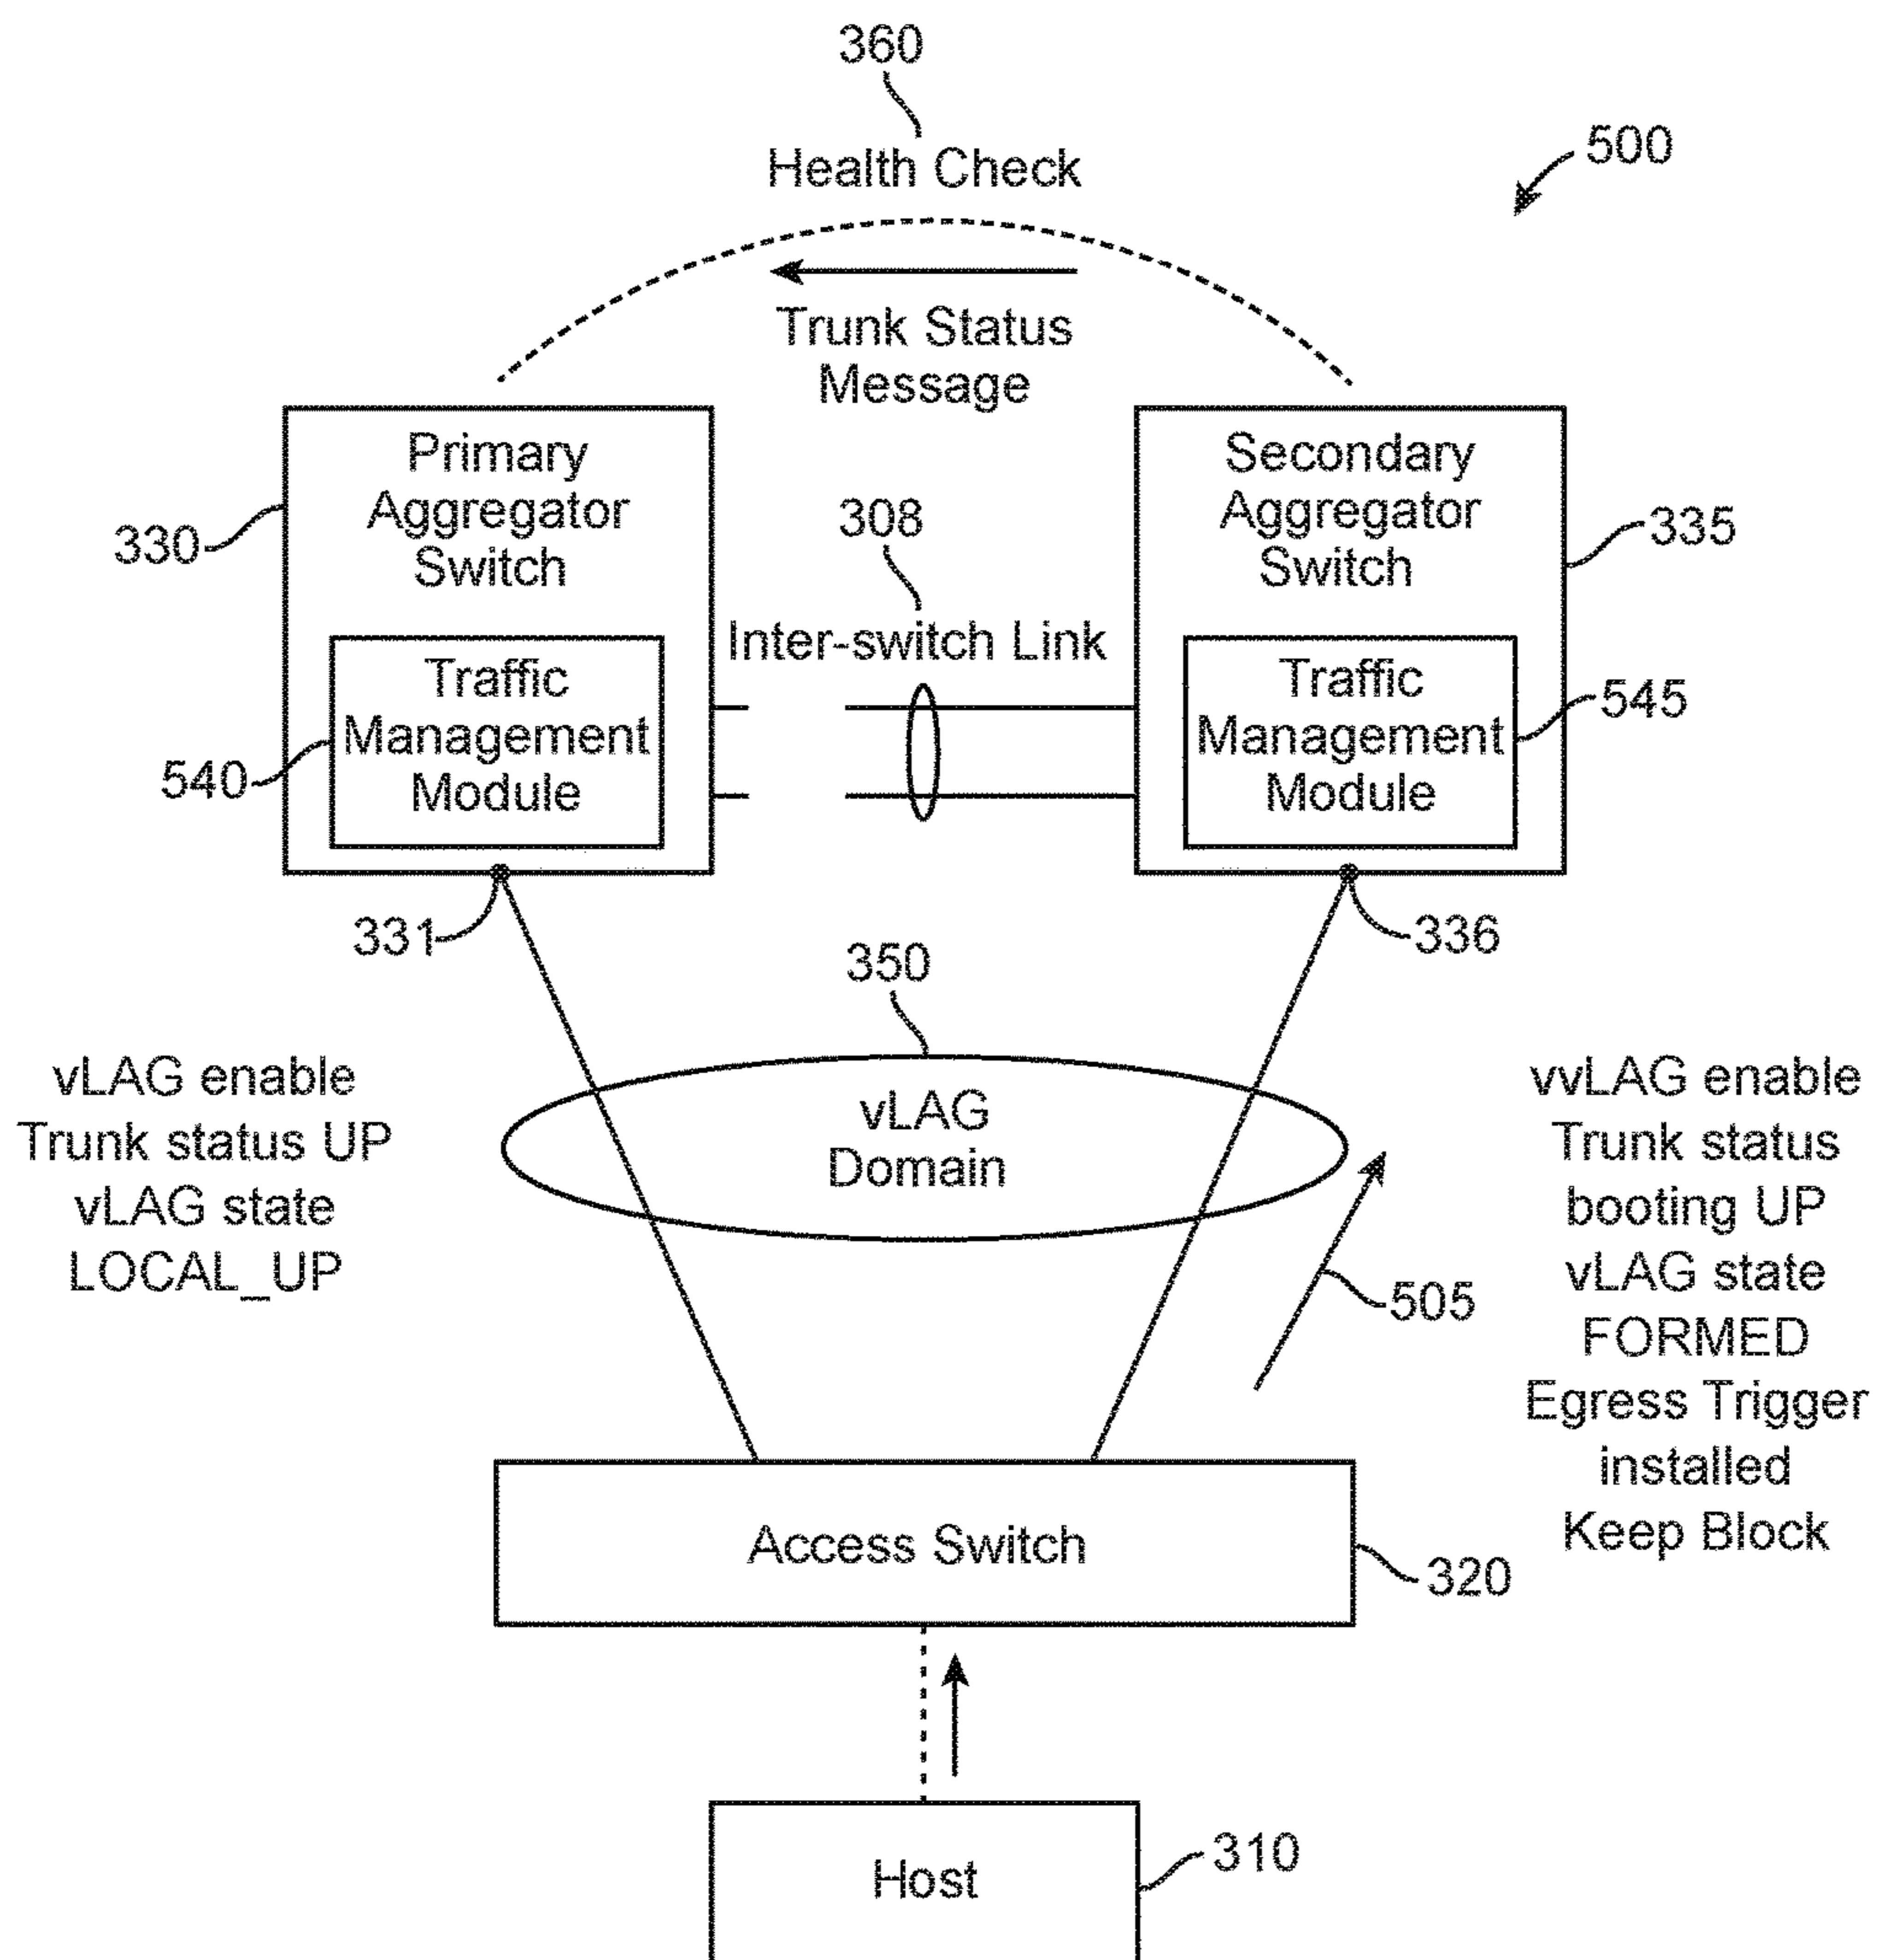 360
Health Check
500
Trunk Status
Message
Primary
Aggregator
Switch
330
308
Inter-switch Link
Secondary
Aggregator
Switch
335
Traffic
Management
Module
540
Traffic
Management
Module
545
331
336
350
vLAG
Domain
vLAG enable
Trunk status UP
vLAG state
LOCAL_UP
vvLAG enable
Trunk status
booting UP
vLAG state
FORMED
Egress Trigger
installed
Keep Block
505
Access Switch
320
Host
310